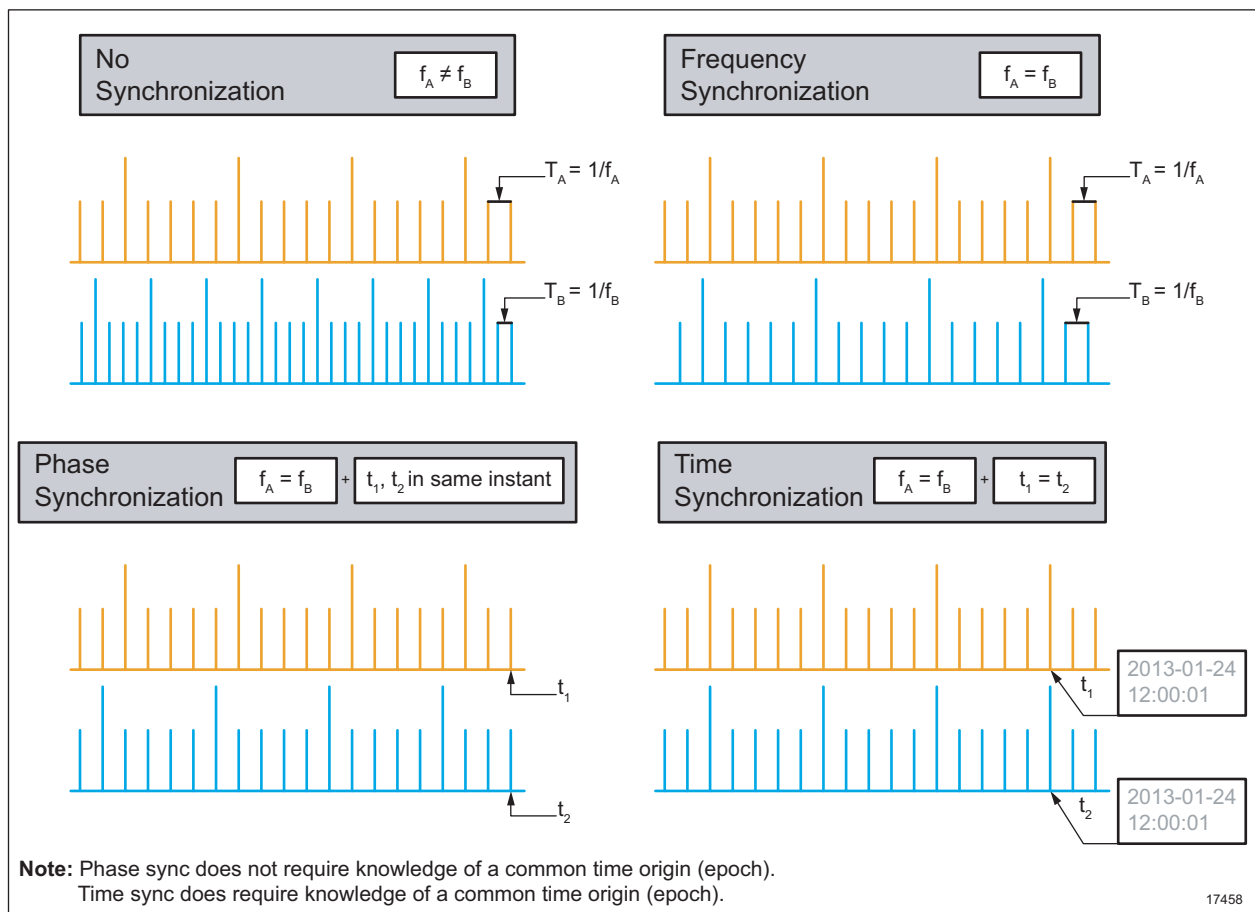 No
Synchronization
f_A ≠ f_B
Frequency
Synchronization
f_A = f_B
T_A = 1/f_A
T_B = 1/f_B
T_A = 1/f_A
T_B = 1/f_B
Phase
Synchronization
f_A = f_B
+
t_1, t_2 in same instant
Time
Synchronization
f_A = f_B
+
t_1 = t_2
t_1
t_2
t_1
2013-01-24
12:00:01
t_2
2013-01-24
12:00:01
Note: Phase sync does not require knowledge of a common time origin (epoch).
Time sync does require knowledge of a common time origin (epoch).
17458